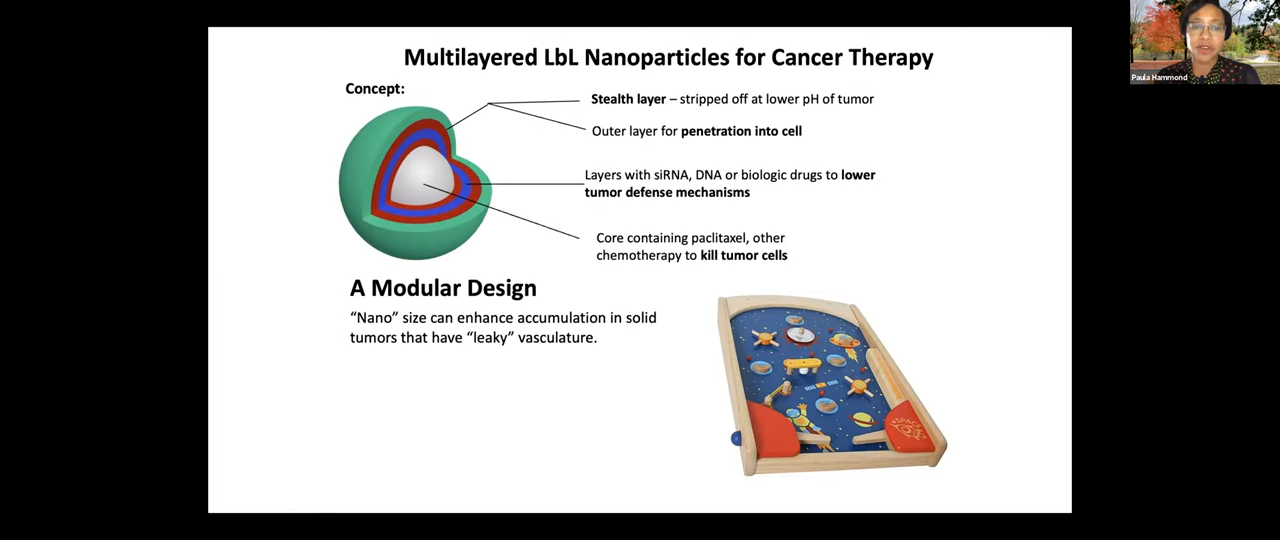 Multilayered LbL Nanoparticles for Cancer Therapy
Concept:
Stealth layer – stripped off at lower pH of tumor
Outer layer for penetration into cell
Layers with siRNA, DNA or biologic drugs to lower
tumor defense mechanisms
Core containing paclitaxel, other
chemotherapy to kill tumor cells
A Modular Design
“Nano” size can enhance accumulation in solid
tumors that have “leaky” vasculature.
SPACE
Paula Hammond